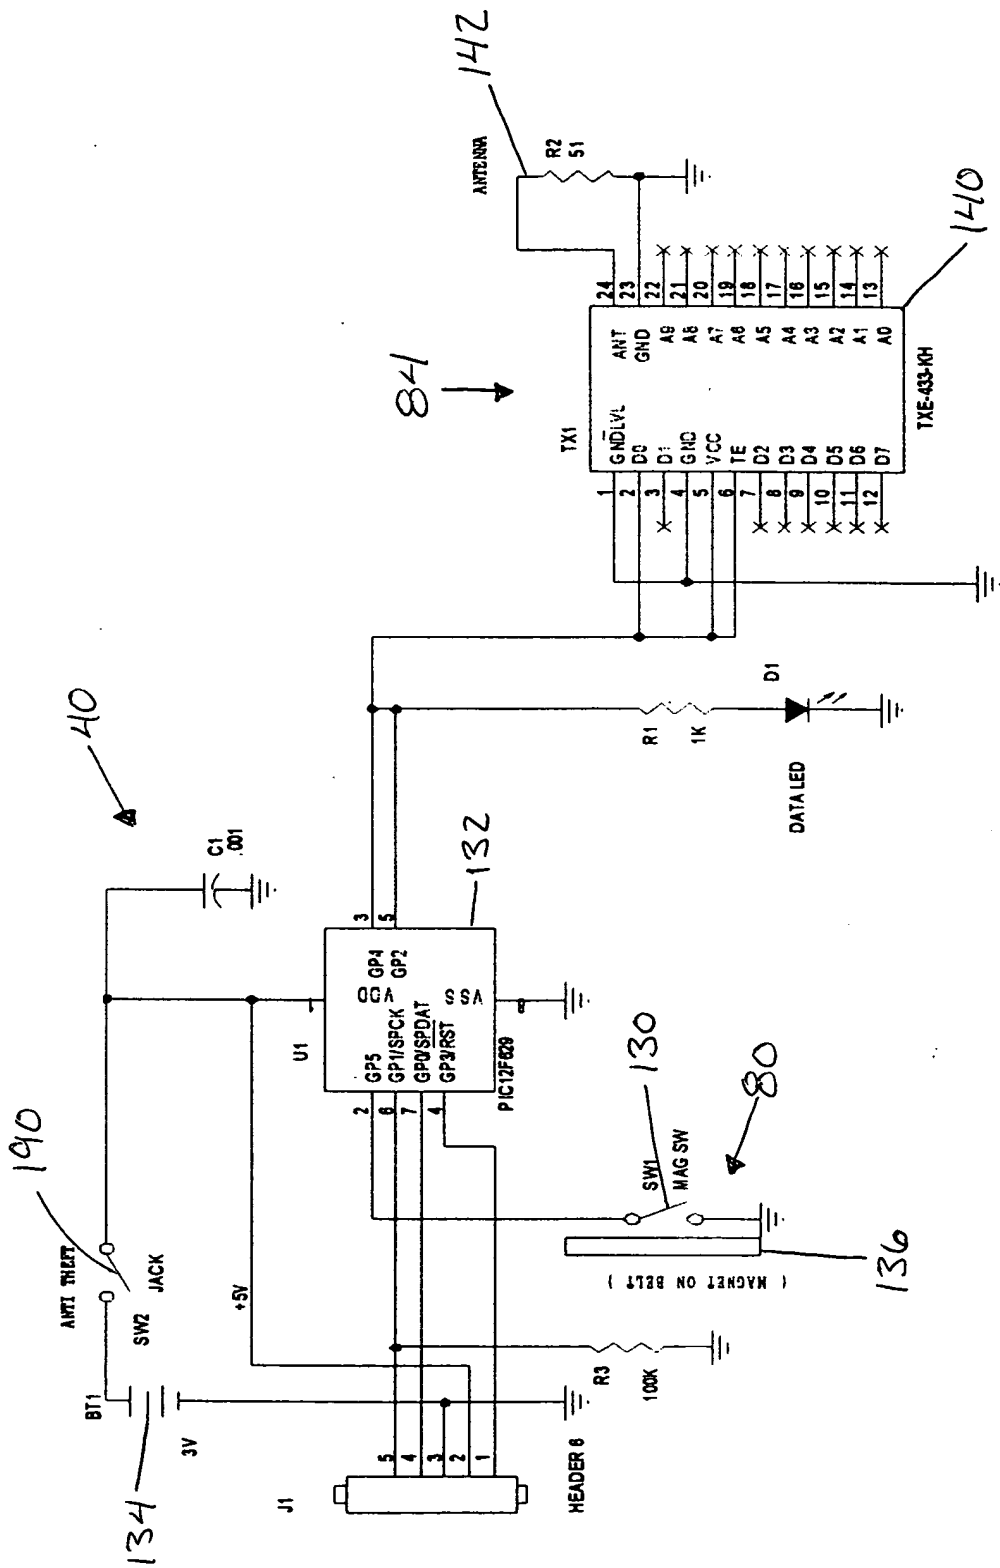 134
190
40
84
142
132
130
80
136
140
BT1
3V
ANTI THEFT
SW2
JACK
+5V
C1
.001
J1
5
4
3
2
1
HEADER 6
R3
100K
U1
VDD
GP5
GP1/SPCK
GP0/SPDAT
GP3/RST
GP4
GP2
VSS
2
6
7
4
3
5
1
8
PIC12F629
SW1
MAG SW
( MAGNET ON BELT )
R1
1K
D1
DATA LED
TX1
1 GND
2 D0
3 D1
4 GND
5 VCC
6 TE
7 D2
8 D3
9 D4
10 D5
11 D6
12 D7
LVL
ANT 24
GND 23
A9 22
A8 21
A7 20
A6 19
A5 18
A4 17
A3 16
A2 15
A1 14
A0 13
TXE-433-KH
ANTENNA
R2
51